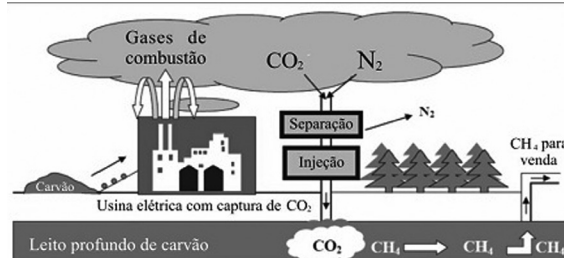 Gases de
combustão
CO₂
N₂
Separação
N₂
Injeção
CH₄ para
venda
Carvão
Usina elétrica com captura de CO₂
Leito profundo de carvão
CO₂
CH₄
CH₄
CH₄